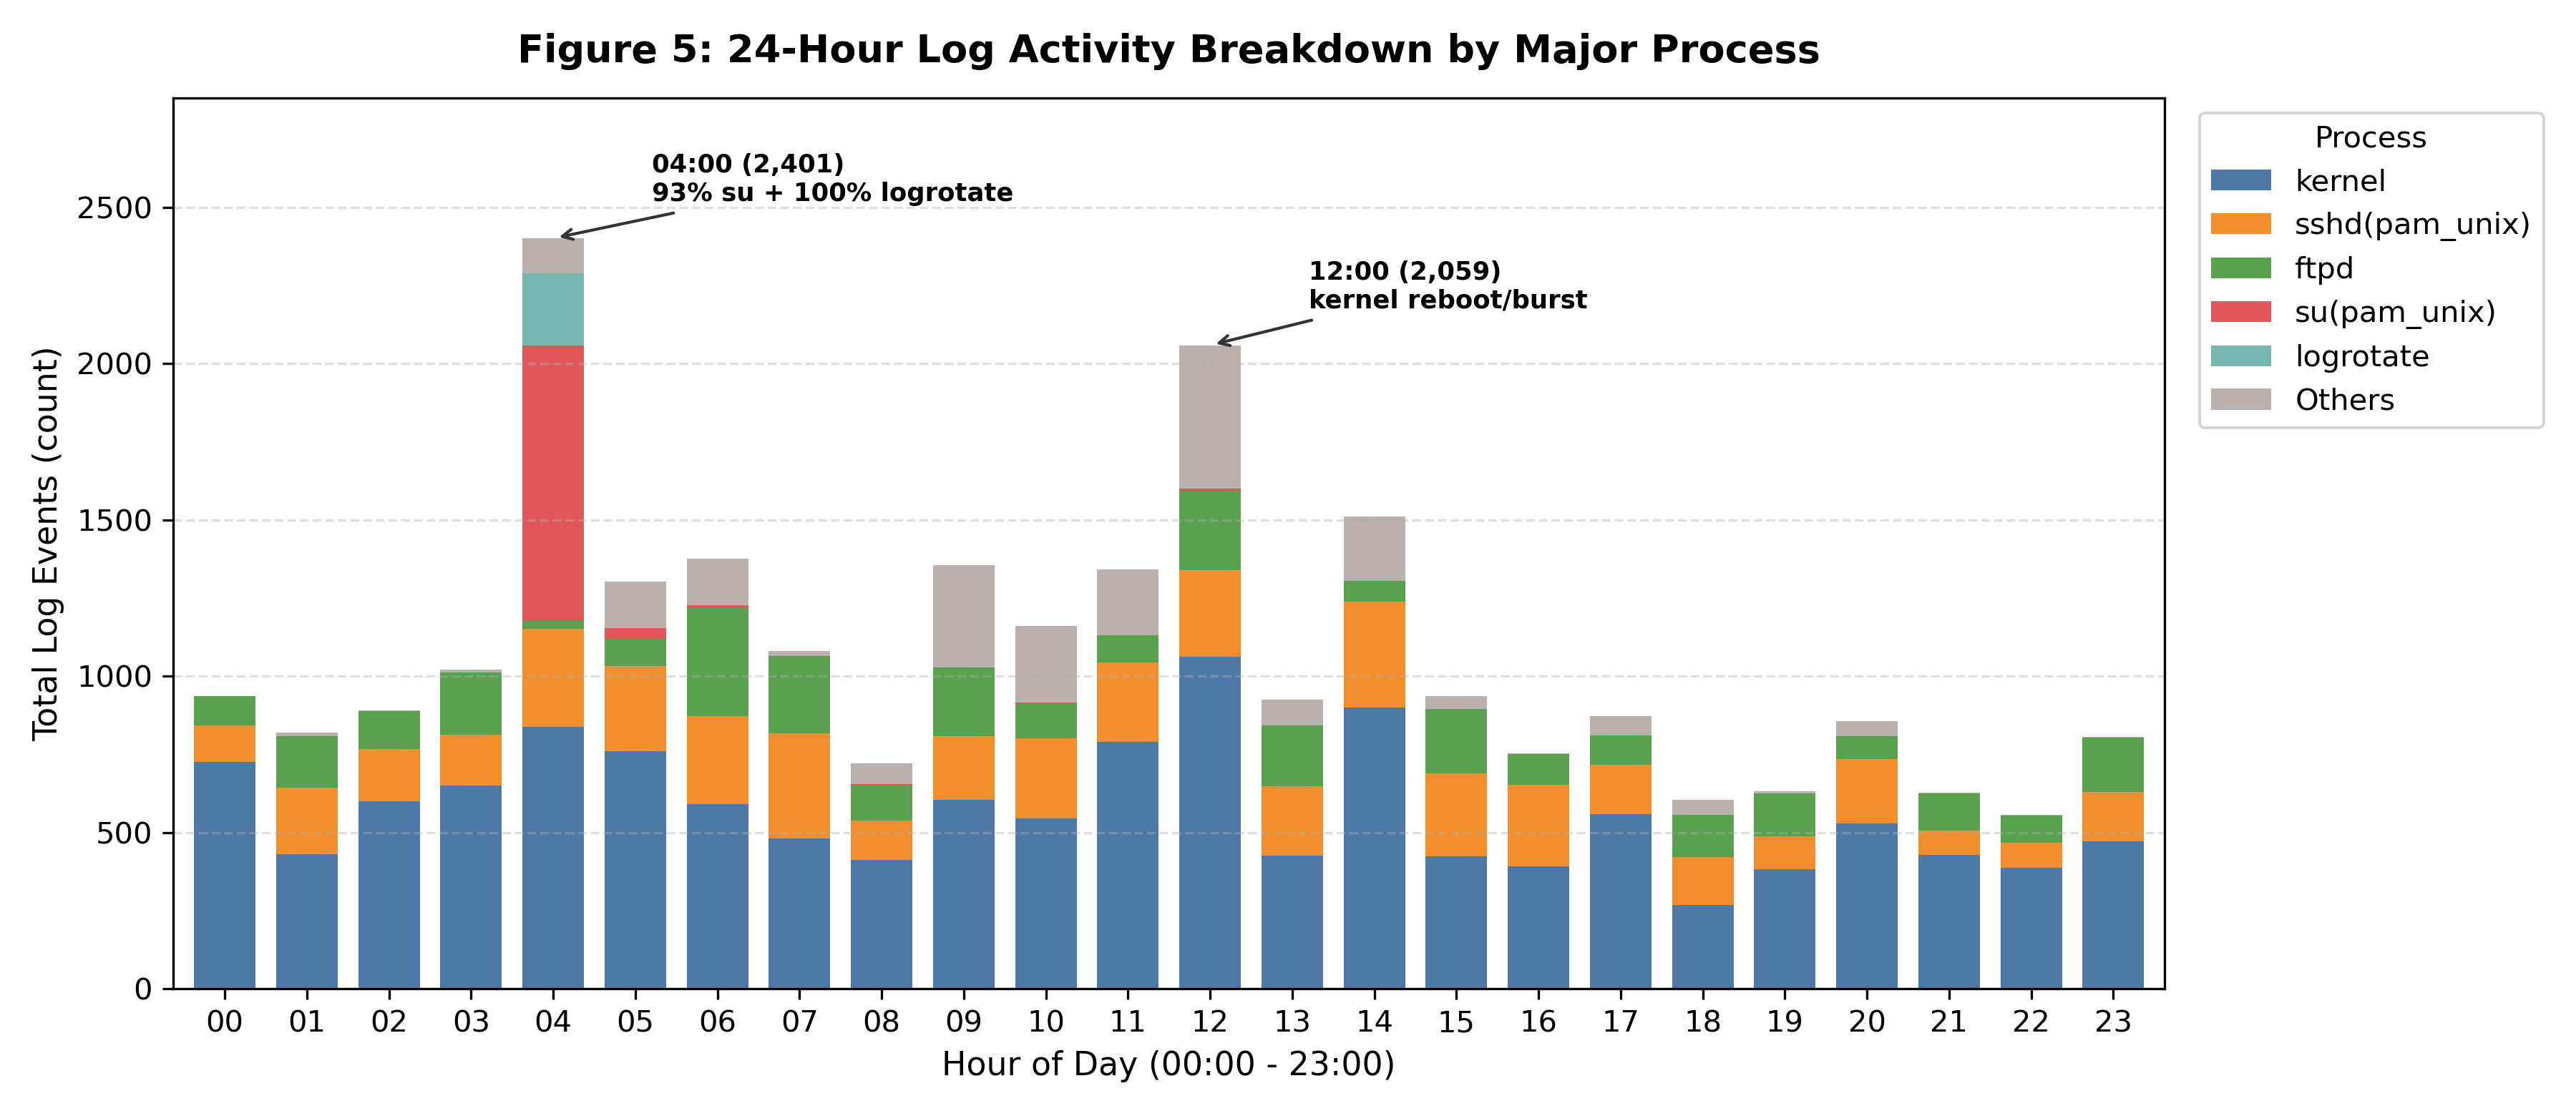 Figure 5: 24-Hour Log Activity Breakdown by Major Process
Total Log Events (count)
2500
2000
1500
1000
500
0
04:00 (2,401)
93% su + 100% logrotate
12:00 (2,059)
kernel reboot/burst
00 01 02 03 04 05 06 07 08 09 10 11 12 13 14 15 16 17 18 19 20 21 22 23
Hour of Day (00:00 - 23:00)
Process
kernel
sshd(pam_unix)
ftpd
su(pam_unix)
logrotate
Others